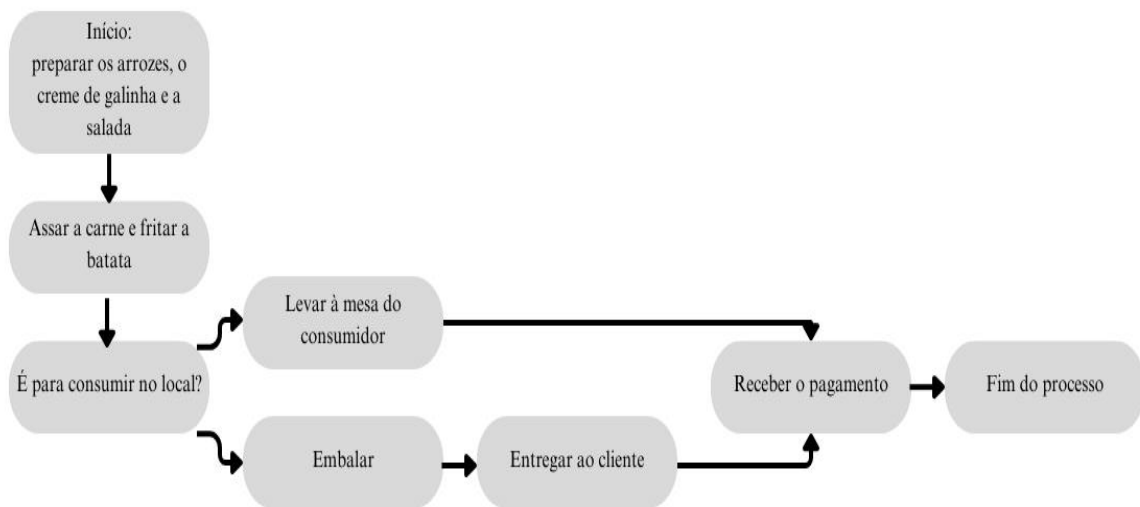 Início:
preparar os arrozes, o
creme de galinha e a
salada
Assar a carne e fritar a
batata
É para consumir no local?
Levar à mesa do
consumidor
Embalar
Entregar ao cliente
Receber o pagamento
Fim do processo